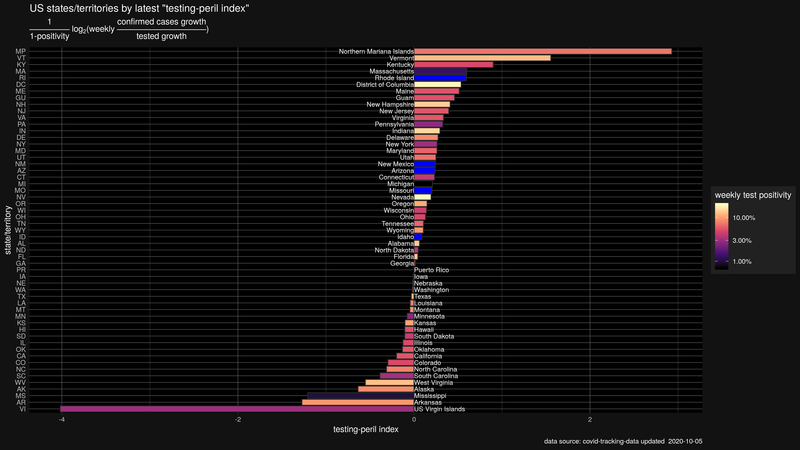 US states/territories by latest "testing-peril index"
1
1-positivity
log2(weekly
confirmed cases growth
tested growth
)
MP Northern Mariana Islands
VT Vermont
KY Kentucky
MA Massachusetts
RI Rhode Island
DC District of Columbia
ME Maine
GU Guam
NH New Hampshire
NJ New Jersey
VA Virginia
PA Pennsylvania
IN Indiana
DE Delaware
NY New York
MD Maryland
UT Utah
NM New Mexico
AZ Arizona
CT Connecticut
MI Michigan
MO Missouri
NV Nevada
OR Oregon
WI Wisconsin
OH Ohio
TN Tennessee
WY Wyoming
ID Idaho
AL Alabama
ND North Dakota
FL Florida
GA Georgia
PR Puerto Rico
IA Iowa
NE Nebraska
WA Washington
TX Texas
LA Louisiana
MT Montana
MN Minnesota
KS Kansas
HI Hawaii
SD South Dakota
IL Illinois
OK Oklahoma
CA California
CO Colorado
NC North Carolina
SC South Carolina
WV West Virginia
AK Alaska
MS Mississippi
AR Arkansas
VI US Virgin Islands
state/territory
-4 -2 0 2
testing-peril index
weekly test positivity
10.00%
3.00%
1.00%
data source: covid-tracking-data updated 2020-10-05